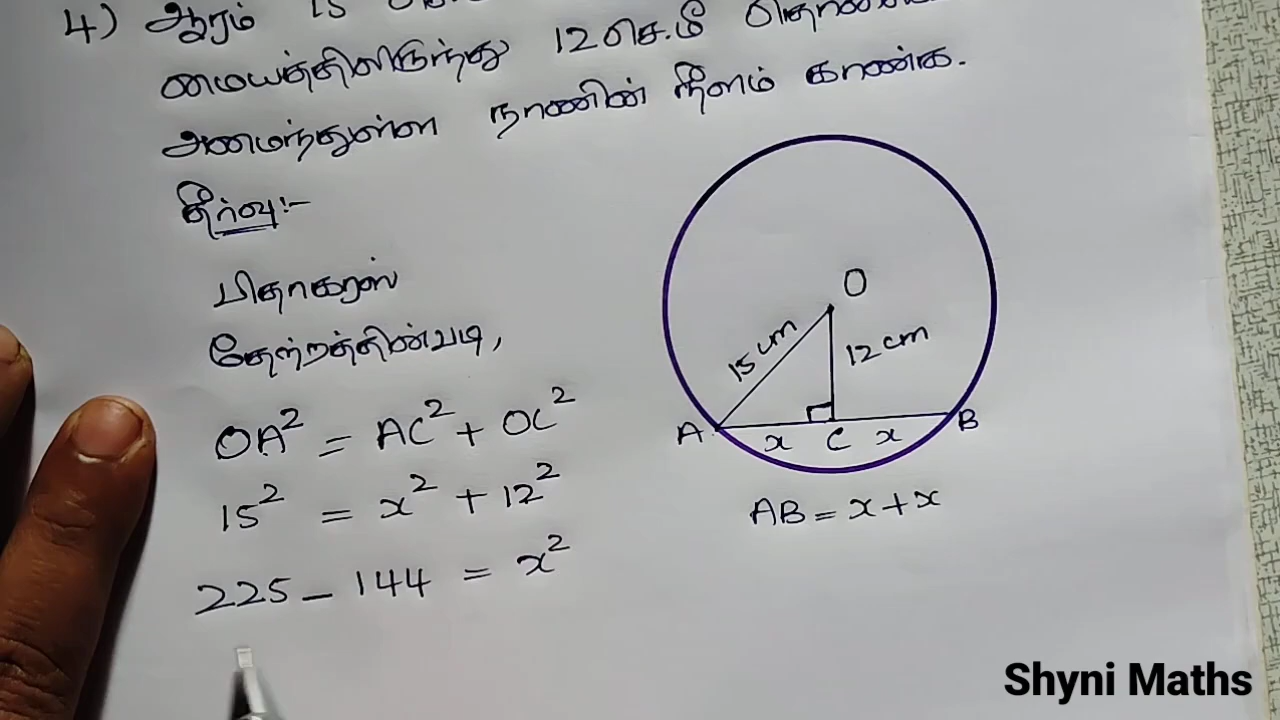 4) ஆரம் 15
மையத்திலிருந்து 12 செ.மீ
அமைந்துள்ள நாணின் நீளம் காண்க.
தீர்வு:-
பிதாகரஸ்
தேற்றத்தின்படி,
OA² = AC² + OC²
15² = x² + 12²
225 - 144 = x²
O
15 cm
12 cm
A x C x B
AB = x + x
Shyni Maths